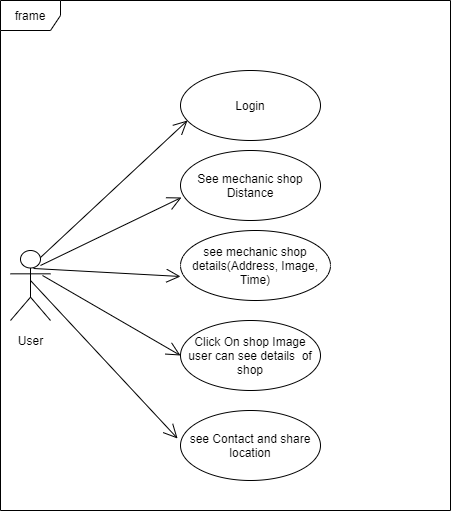 frame
Login
See mechanic shop
Distance
see mechanic shop
details(Address, Image,
Time)
Click On shop Image
user can see details of
shop
see Contact and share
location
User